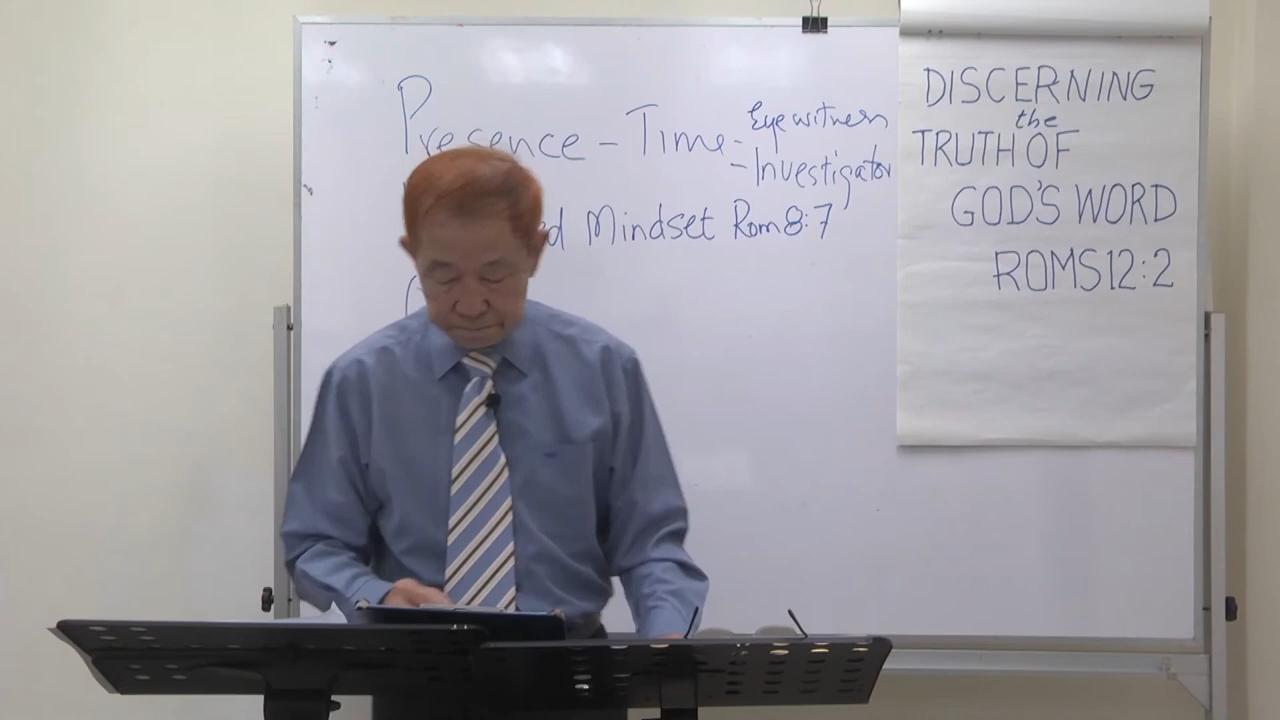 Presence - Time - Eyewitness
- Investigator
Mindset Rom 8:7
DISCERNING
the
TRUTH OF
GOD'S WORD
ROMS 12:2